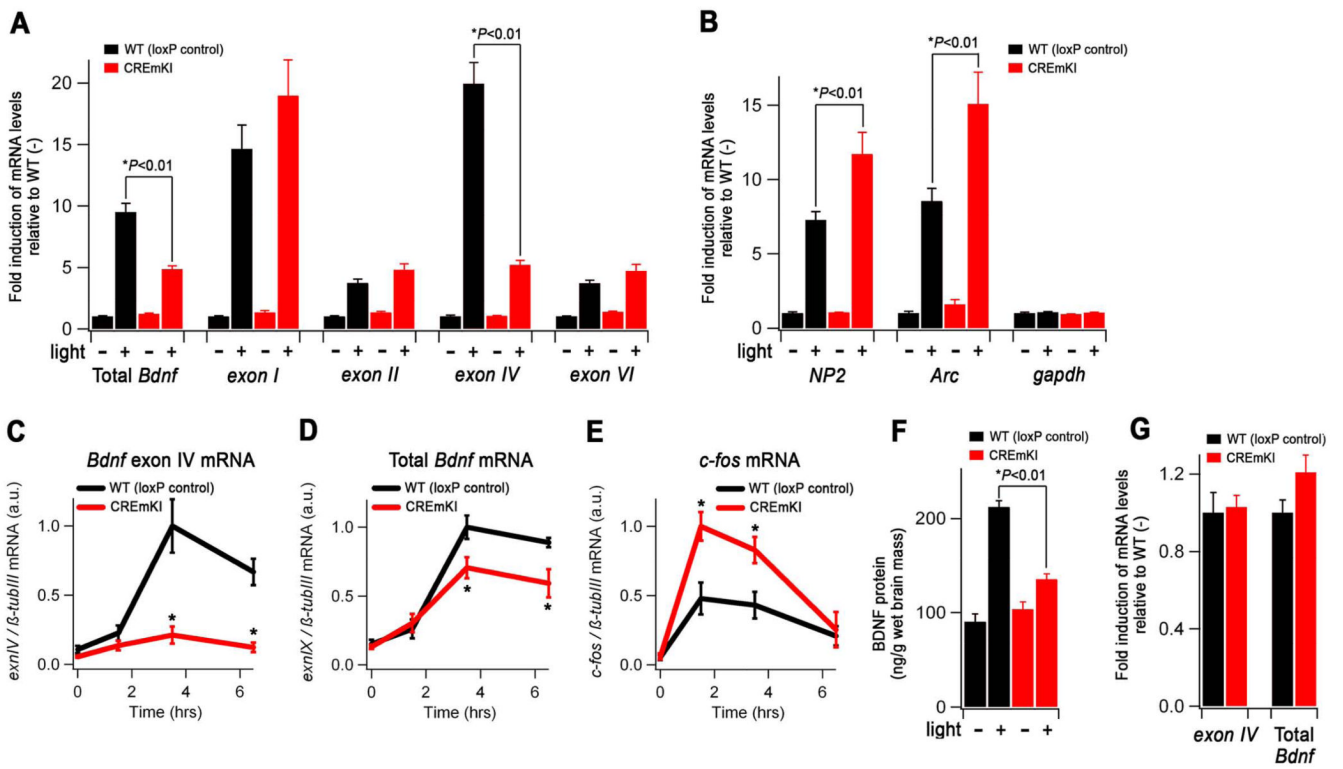 A
WT (loxP control)
CREmKI
*P<0.01
*P<0.01
Fold induction of mRNA levels
relative to WT (-)
20
15
10
5
0
light - + - + - + - + - + - + - + - + - + - +
Total Bdnf exon I exon II exon IV exon VI
B
*P<0.01
WT (loxP control)
CREmKI
*P<0.01
Fold induction of mRNA levels
relative to WT (-)
15
10
5
0
light - + - + - + - + - + - +
NP2 Arc gapdh
C
Bdnf exon IV mRNA
WT (loxP control)
CREmKI
exnIV / ß-tubIII mRNA (a.u.)
1.0
0.5
0.0
* *
0 2 4 6
Time (hrs)
D
Total Bdnf mRNA
WT (loxP control)
CREmKI
exnIX / ß-tubIII mRNA (a.u.)
1.0
0.5
0.0
* *
0 2 4 6
Time (hrs)
E
c-fos mRNA
WT (loxP control)
CREmKI
c-fos / ß-tubIII mRNA (a.u.)
1.0
0.5
0.0
* *
0 2 4 6
Time (hrs)
F
WT (loxP control)
CREmKI
*P<0.01
BDNF protein
(ng/g wet brain mass)
200
100
0
light - + - +
G
WT (loxP control)
CREmKI
Fold induction of mRNA levels
relative to WT (-)
1.2
0.8
0.4
0.0
exon IV Total
Bdnf